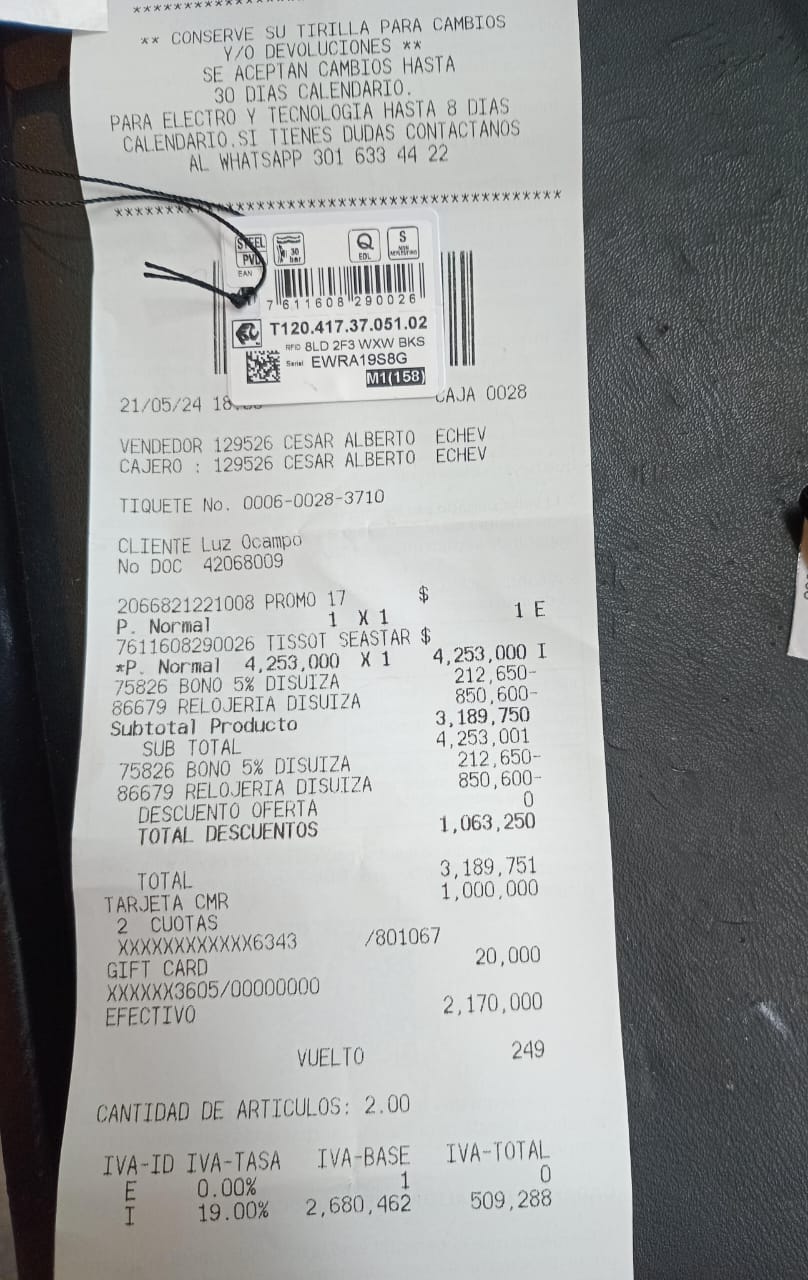 ****************
** CONSERVE SU TIRILLA PARA CAMBIOS
Y/O DEVOLUCIONES **
SE ACEPTAN CAMBIOS HASTA
30 DIAS CALENDARIO.
PARA ELECTRO Y TECNOLOGIA HASTA 8 DIAS
CALENDARIO.SI TIENES DUDAS CONTACTANOS
AL WHATSAPP 301 633 44 22
******************************************
STEEL
PVD
30
bar
Q
EDL
S
EAN
7 611608 290026
T120.417.37.051.02
RFID 8LD 2F3 WXW BKS
Serial EWRA19S8G
M1(158)
21/05/24 18 CAJA 0028
VENDEDOR 129526 CESAR ALBERTO ECHEV
CAJERO : 129526 CESAR ALBERTO ECHEV
TIQUETE No. 0006-0028-3710
CLIENTE Luz Ocampo
No DOC 42068009
2066821221008 PROMO 17 $
P. Normal 1 X 1 1 E
7611608290026 TISSOT SEASTAR $
*P. Normal 4,253,000 X 1 4,253,000 I
75826 BONO 5% DISUIZA 212,650-
86679 RELOJERIA DISUIZA 850,600-
Subtotal Producto 3,189,750
SUB TOTAL 4,253,001
75826 BONO 5% DISUIZA 212,650-
86679 RELOJERIA DISUIZA 850,600-
DESCUENTO OFERTA 0
TOTAL DESCUENTOS 1,063,250
TOTAL 3,189,751
TARJETA CMR 1,000,000
2 CUOTAS
XXXXXXXXXXXX6343 /801067
GIFT CARD 20,000
XXXXXX3605/00000000
EFECTIVO 2,170,000
VUELTO 249
CANTIDAD DE ARTICULOS: 2.00
IVA-ID IVA-TASA IVA-BASE IVA-TOTAL
E 0.00% 1 0
I 19.00% 2,680,462 509,288